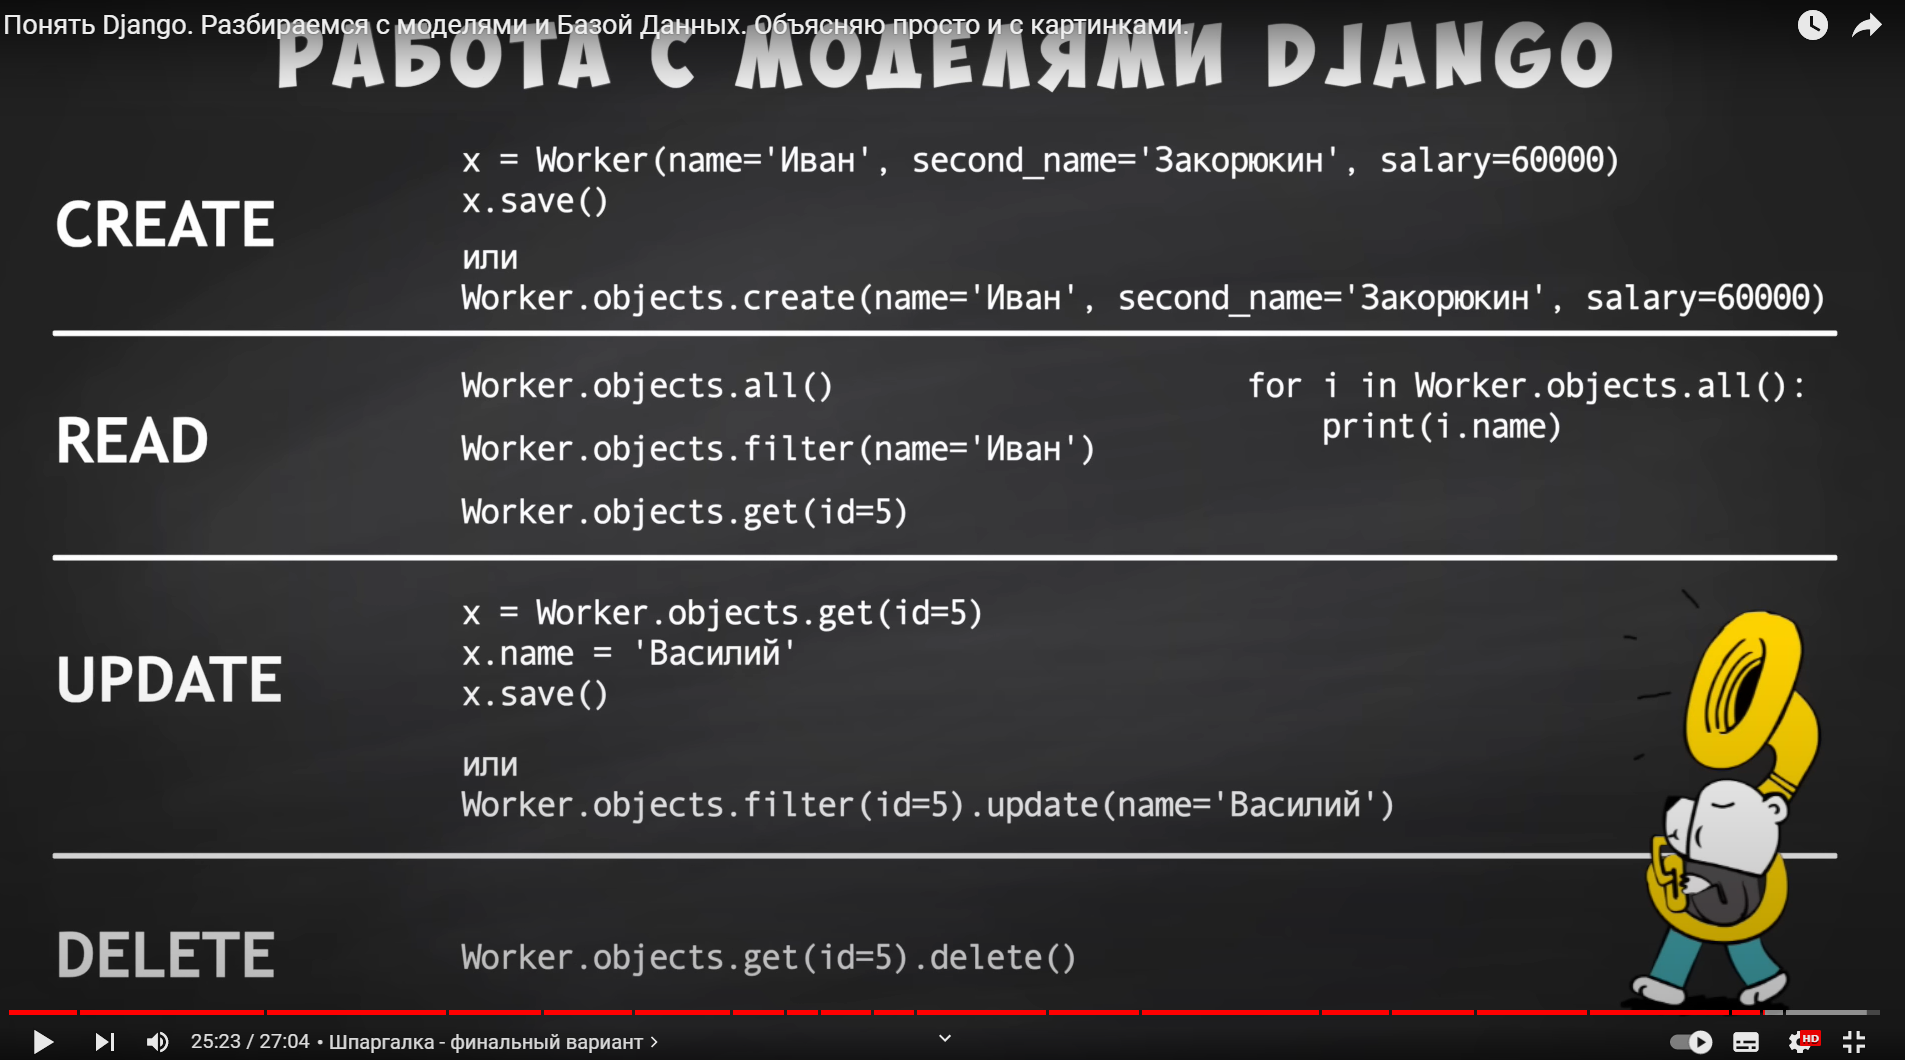 Понять Django. Разбираемся с моделями и Базой Данных. Объясняю просто и с картинками.
РАБОТА С МОДЕЛЯМИ DJANGO
CREATE
x = Worker(name='Иван', second_name='Закорюкин', salary=60000)
x.save()
или
Worker.objects.create(name='Иван', second_name='Закорюкин', salary=60000)
READ
Worker.objects.all()
Worker.objects.filter(name='Иван')
Worker.objects.get(id=5)
for i in Worker.objects.all():
    print(i.name)
UPDATE
x = Worker.objects.get(id=5)
x.name = 'Василий'
x.save()
или
Worker.objects.filter(id=5).update(name='Василий')
DELETE
Worker.objects.get(id=5).delete()
25:23 / 27:04 • Шпаргалка - финальный вариант
HD